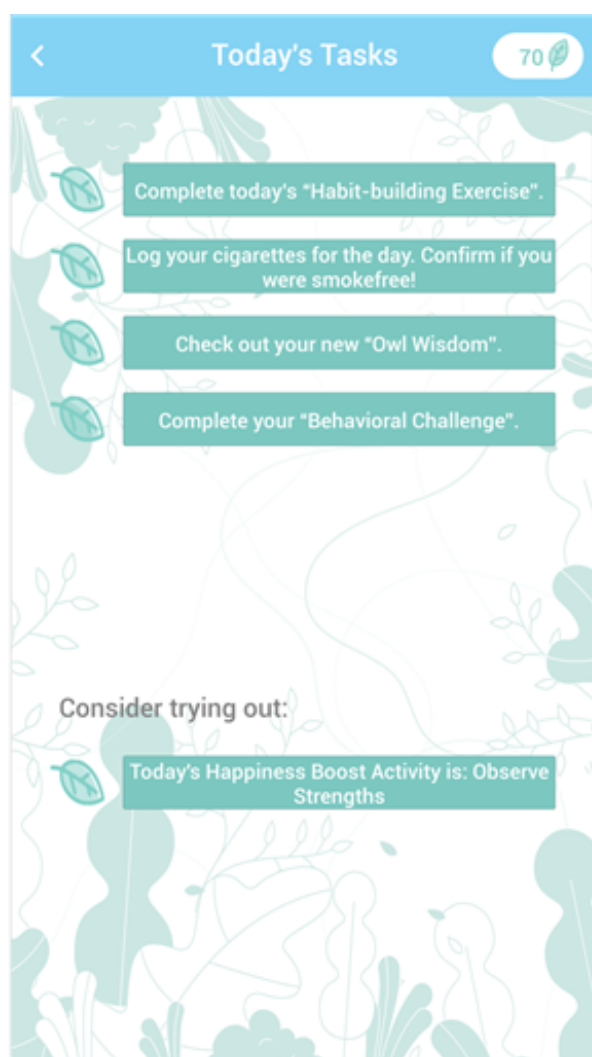 Today's Tasks
70
Complete today's “Habit-building Exercise”.
Log your cigarettes for the day. Confirm if you
were smokefree!
Check out your new “Owl Wisdom”.
Complete your “Behavioral Challenge”.
Consider trying out:
Today's Happiness Boost Activity is: Observe
Strengths